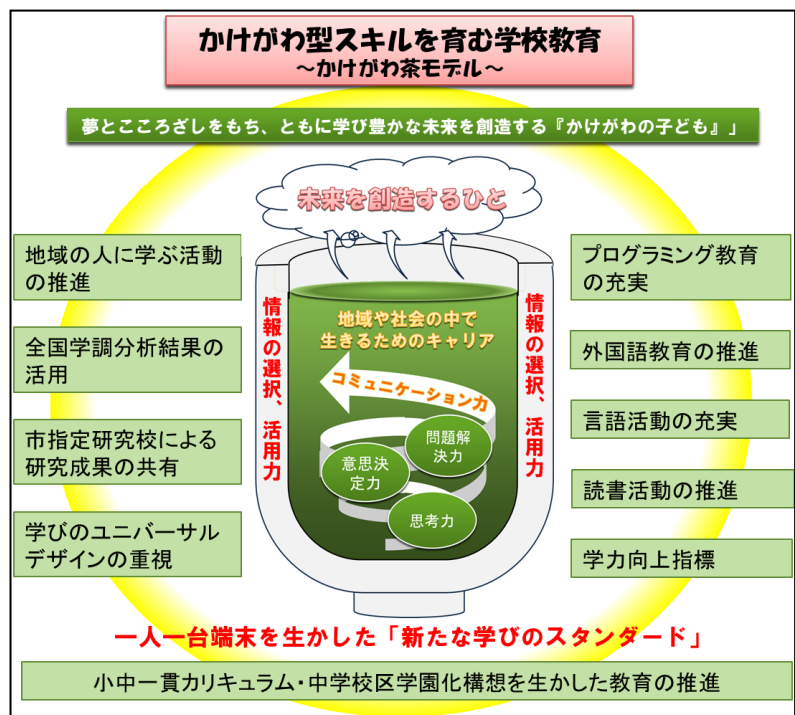 かけがわ型スキルを育む学校教育
～かけがわ茶モデル～
夢とこころざしをもち、ともに学び豊かな未来を創造する『かけがわの子ども』」
未来を創造するひと
地域の人に学ぶ活動
の推進
全国学調分析結果の
活用
市指定研究校による
研究成果の共有
学びのユニバーサル
デザインの重視
情報の選択、活用力
地域や社会の中で
生きるためのキャリア
コミュニケーション力
問題解
決力
意思決
定力
思考力
情報の選択、活用力
プログラミング教育
の充実
外国語教育の推進
言語活動の充実
読書活動の推進
学力向上指標
一人一台端末を生かした「新たな学びのスタンダード」
小中一貫カリキュラム・中学校区学園化構想を生かした教育の推進